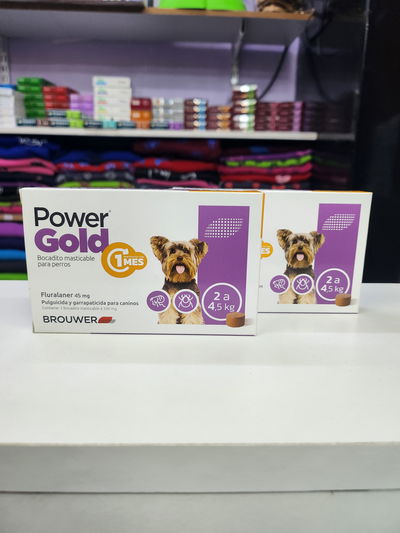 Power
Gold
1
MES
Bocadito masticable
para perros
Fluralaner 45 mg
Pulguicida y garrapaticida para caninos
BROUWER
2 a
4,5 kg
2 a
4,5 kg